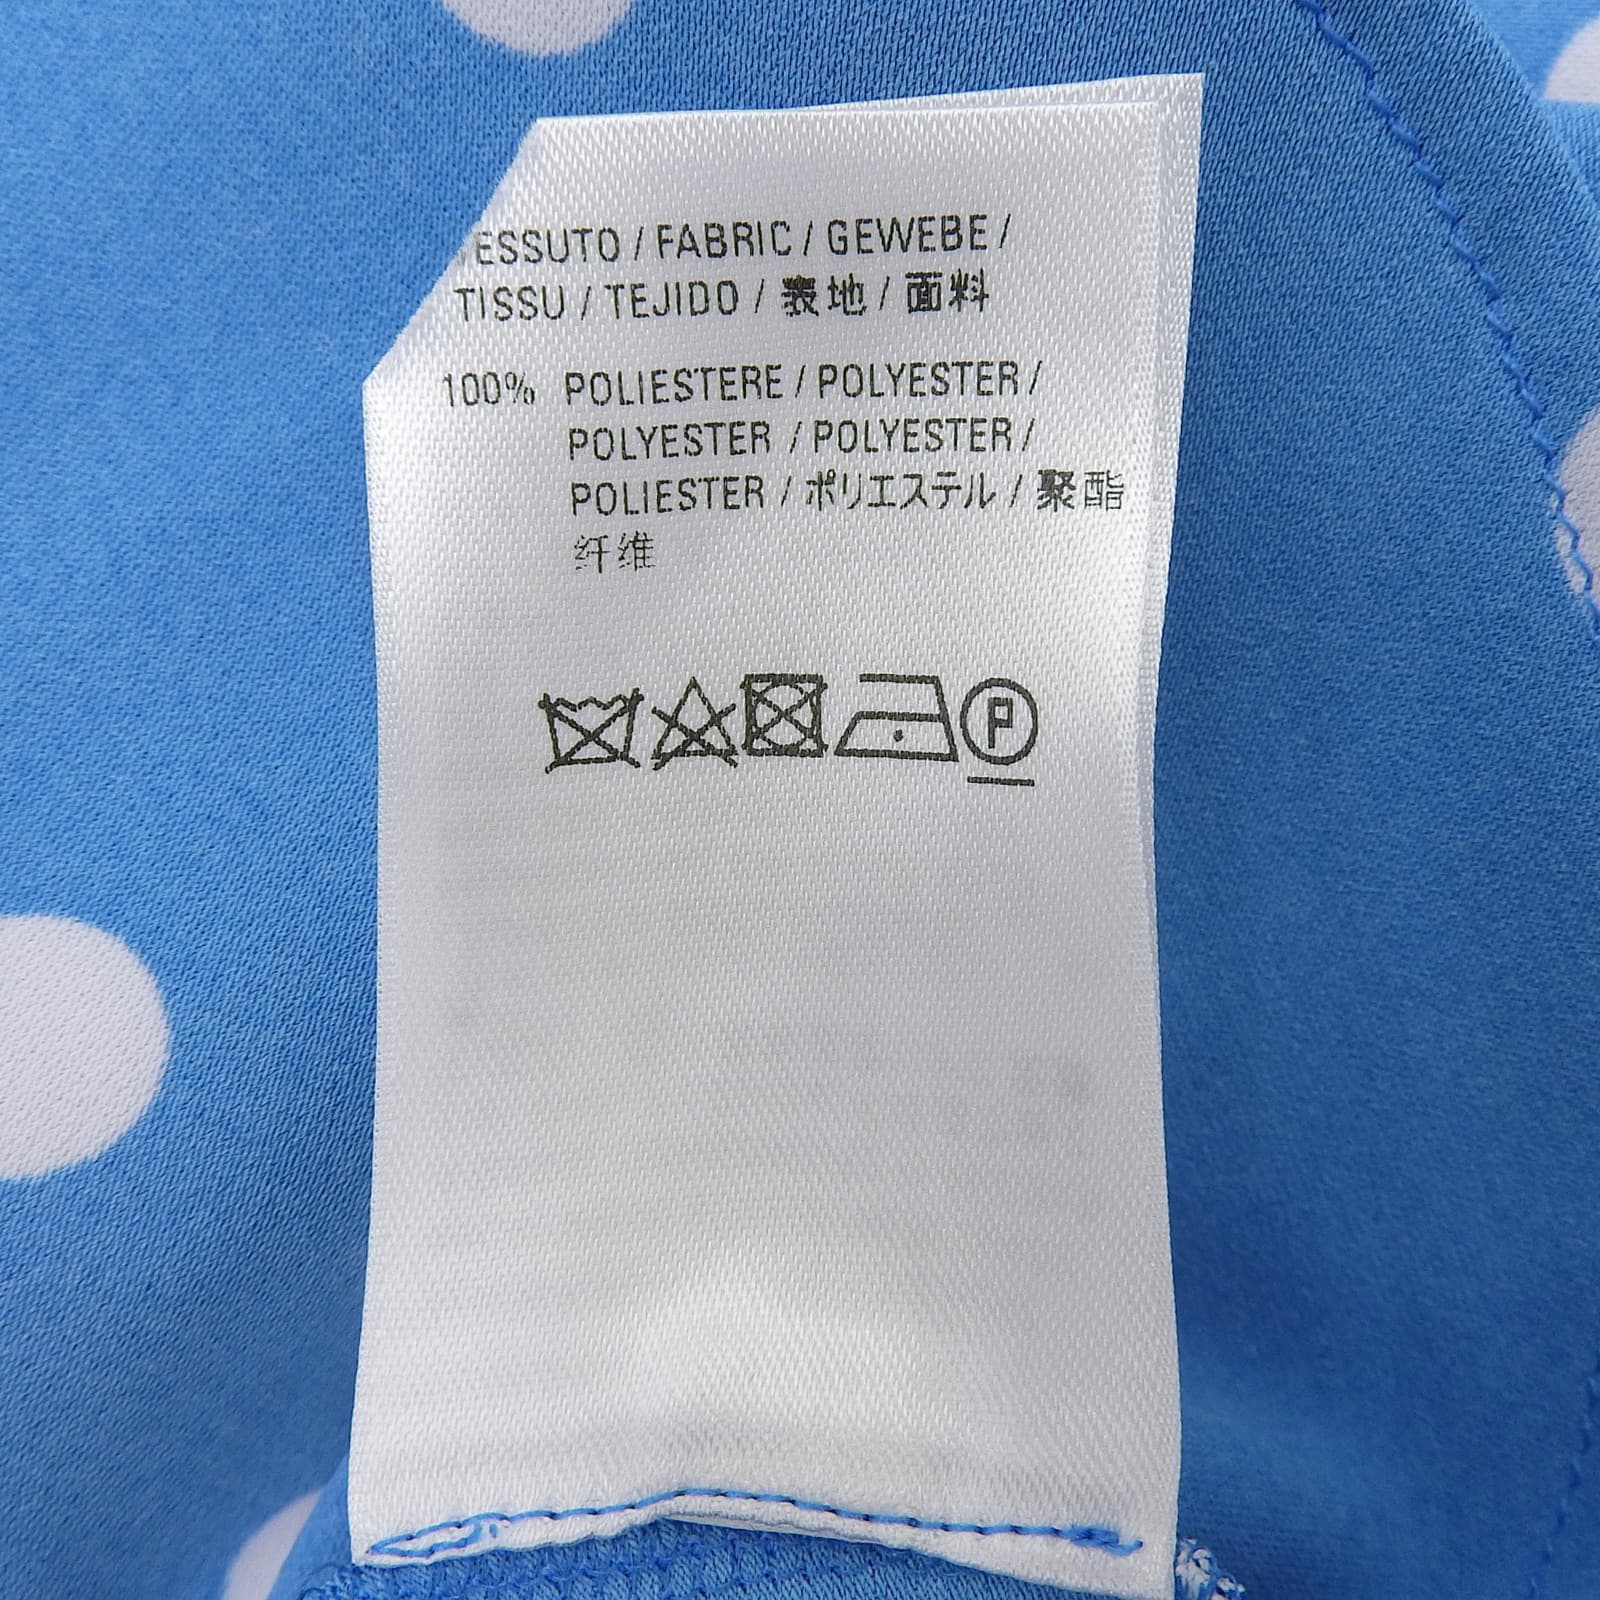 ESSUTO / FABRIC / GEWEBE /
TISSU / TEJIDO / 表地 / 面料
100% POLIESTERE / POLYESTER /
POLYESTER / POLYESTER /
POLIESTER / ポリエステル / 聚酯
纤维
P